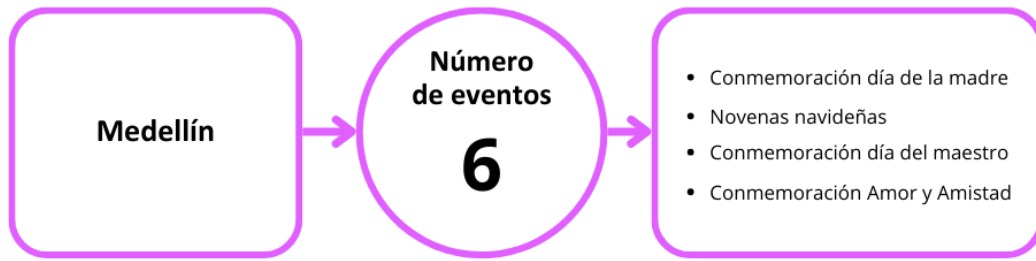 Medellín
Número
de eventos
6
• Conmemoración día de la madre
• Novenas navideñas
• Conmemoración día del maestro
• Conmemoración Amor y Amistad